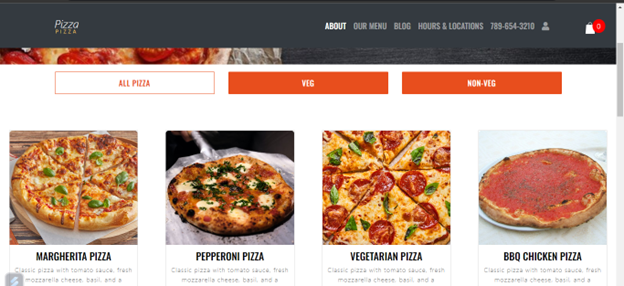 Pizza
PIZZA
ABOUT OUR MENU BLOG HOURS & LOCATIONS 789-654-3210
0
ALL PIZZA VEG NON-VEG
MARGHERITA PIZZA PEPPERONI PIZZA VEGETARIAN PIZZA BBQ CHICKEN PIZZA
Classic pizza with tomato sauce, fresh Classic pizza with tomato sauce, fresh Classic pizza with tomato sauce, fresh Classic pizza with tomato sauce, fresh
mozzarella cheese, basil, and a mozzarella cheese, basil, and a mozzarella cheese, basil, and a mozzarella cheese, basil, and a